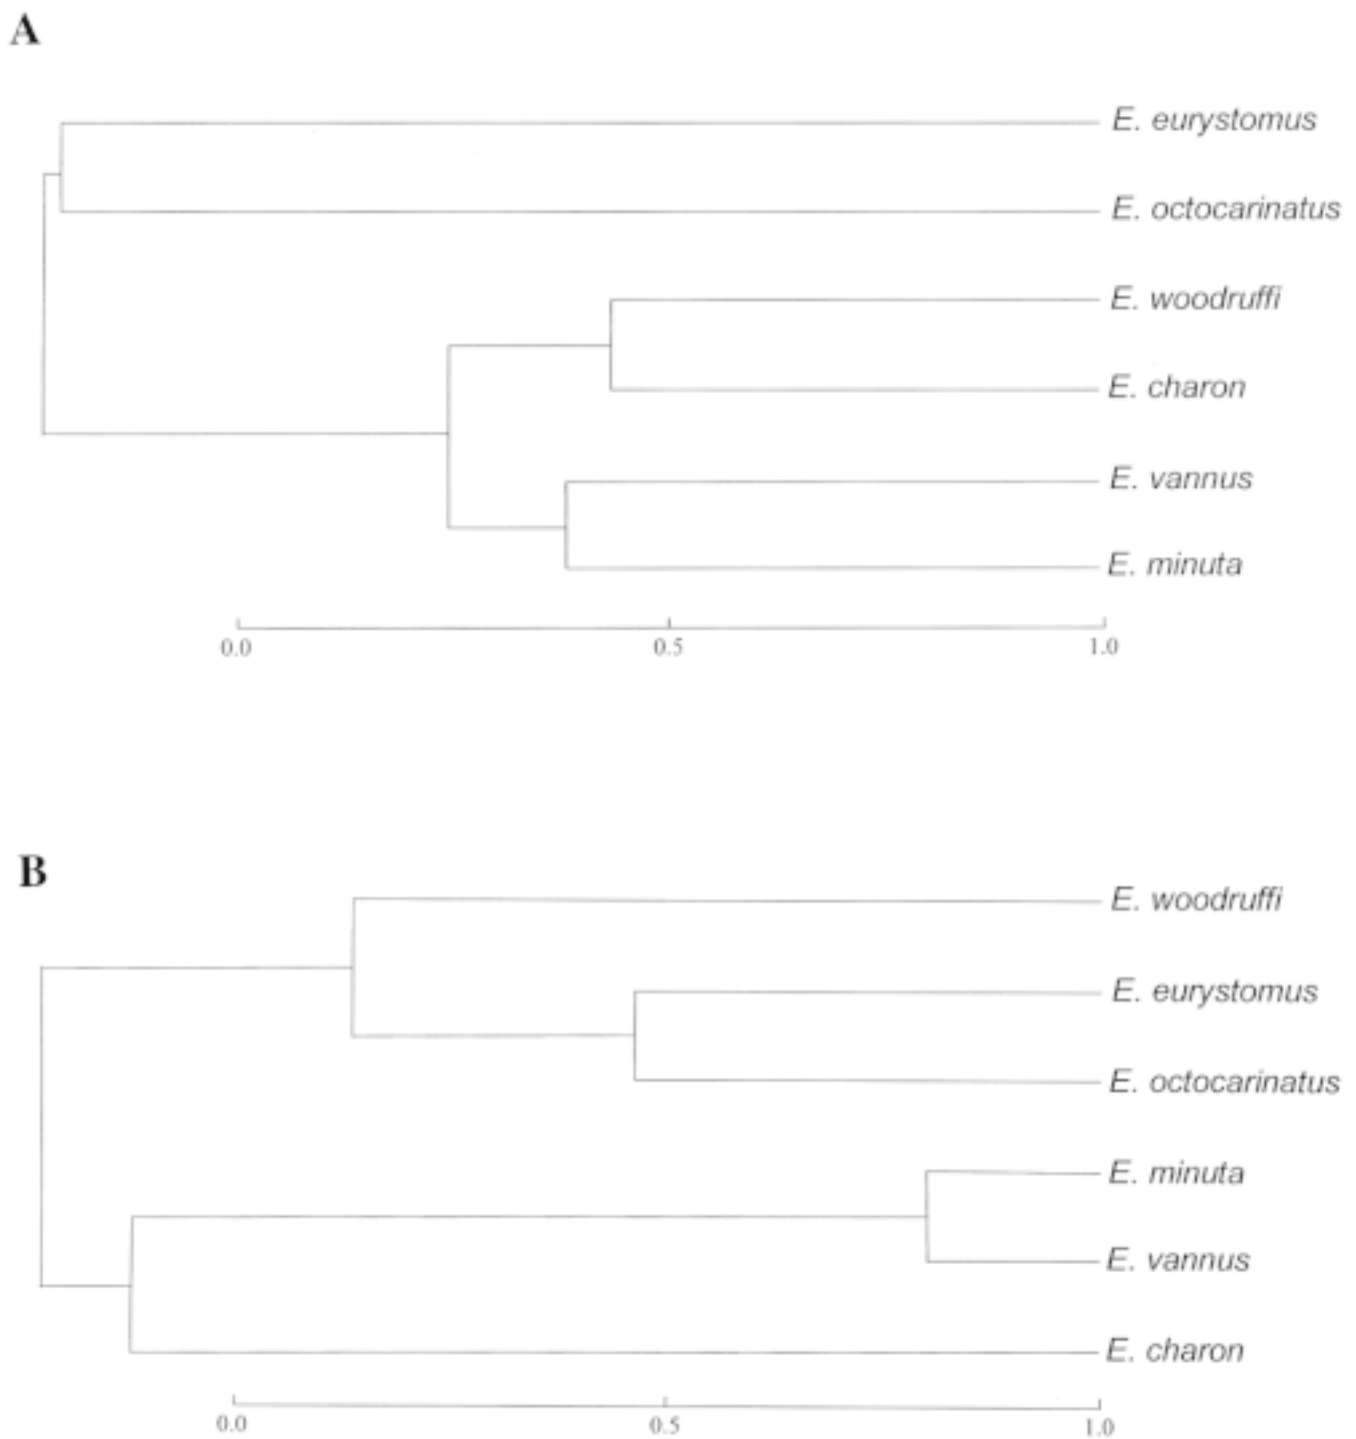 A
E. eurystomus
E. octocarinatus
E. woodruffi
E. charon
E. vannus
E. minuta
0.0 0.5 1.0
B
E. woodruffi
E. eurystomus
E. octocarinatus
E. minuta
E. vannus
E. charon
0.0 0.5 1.0